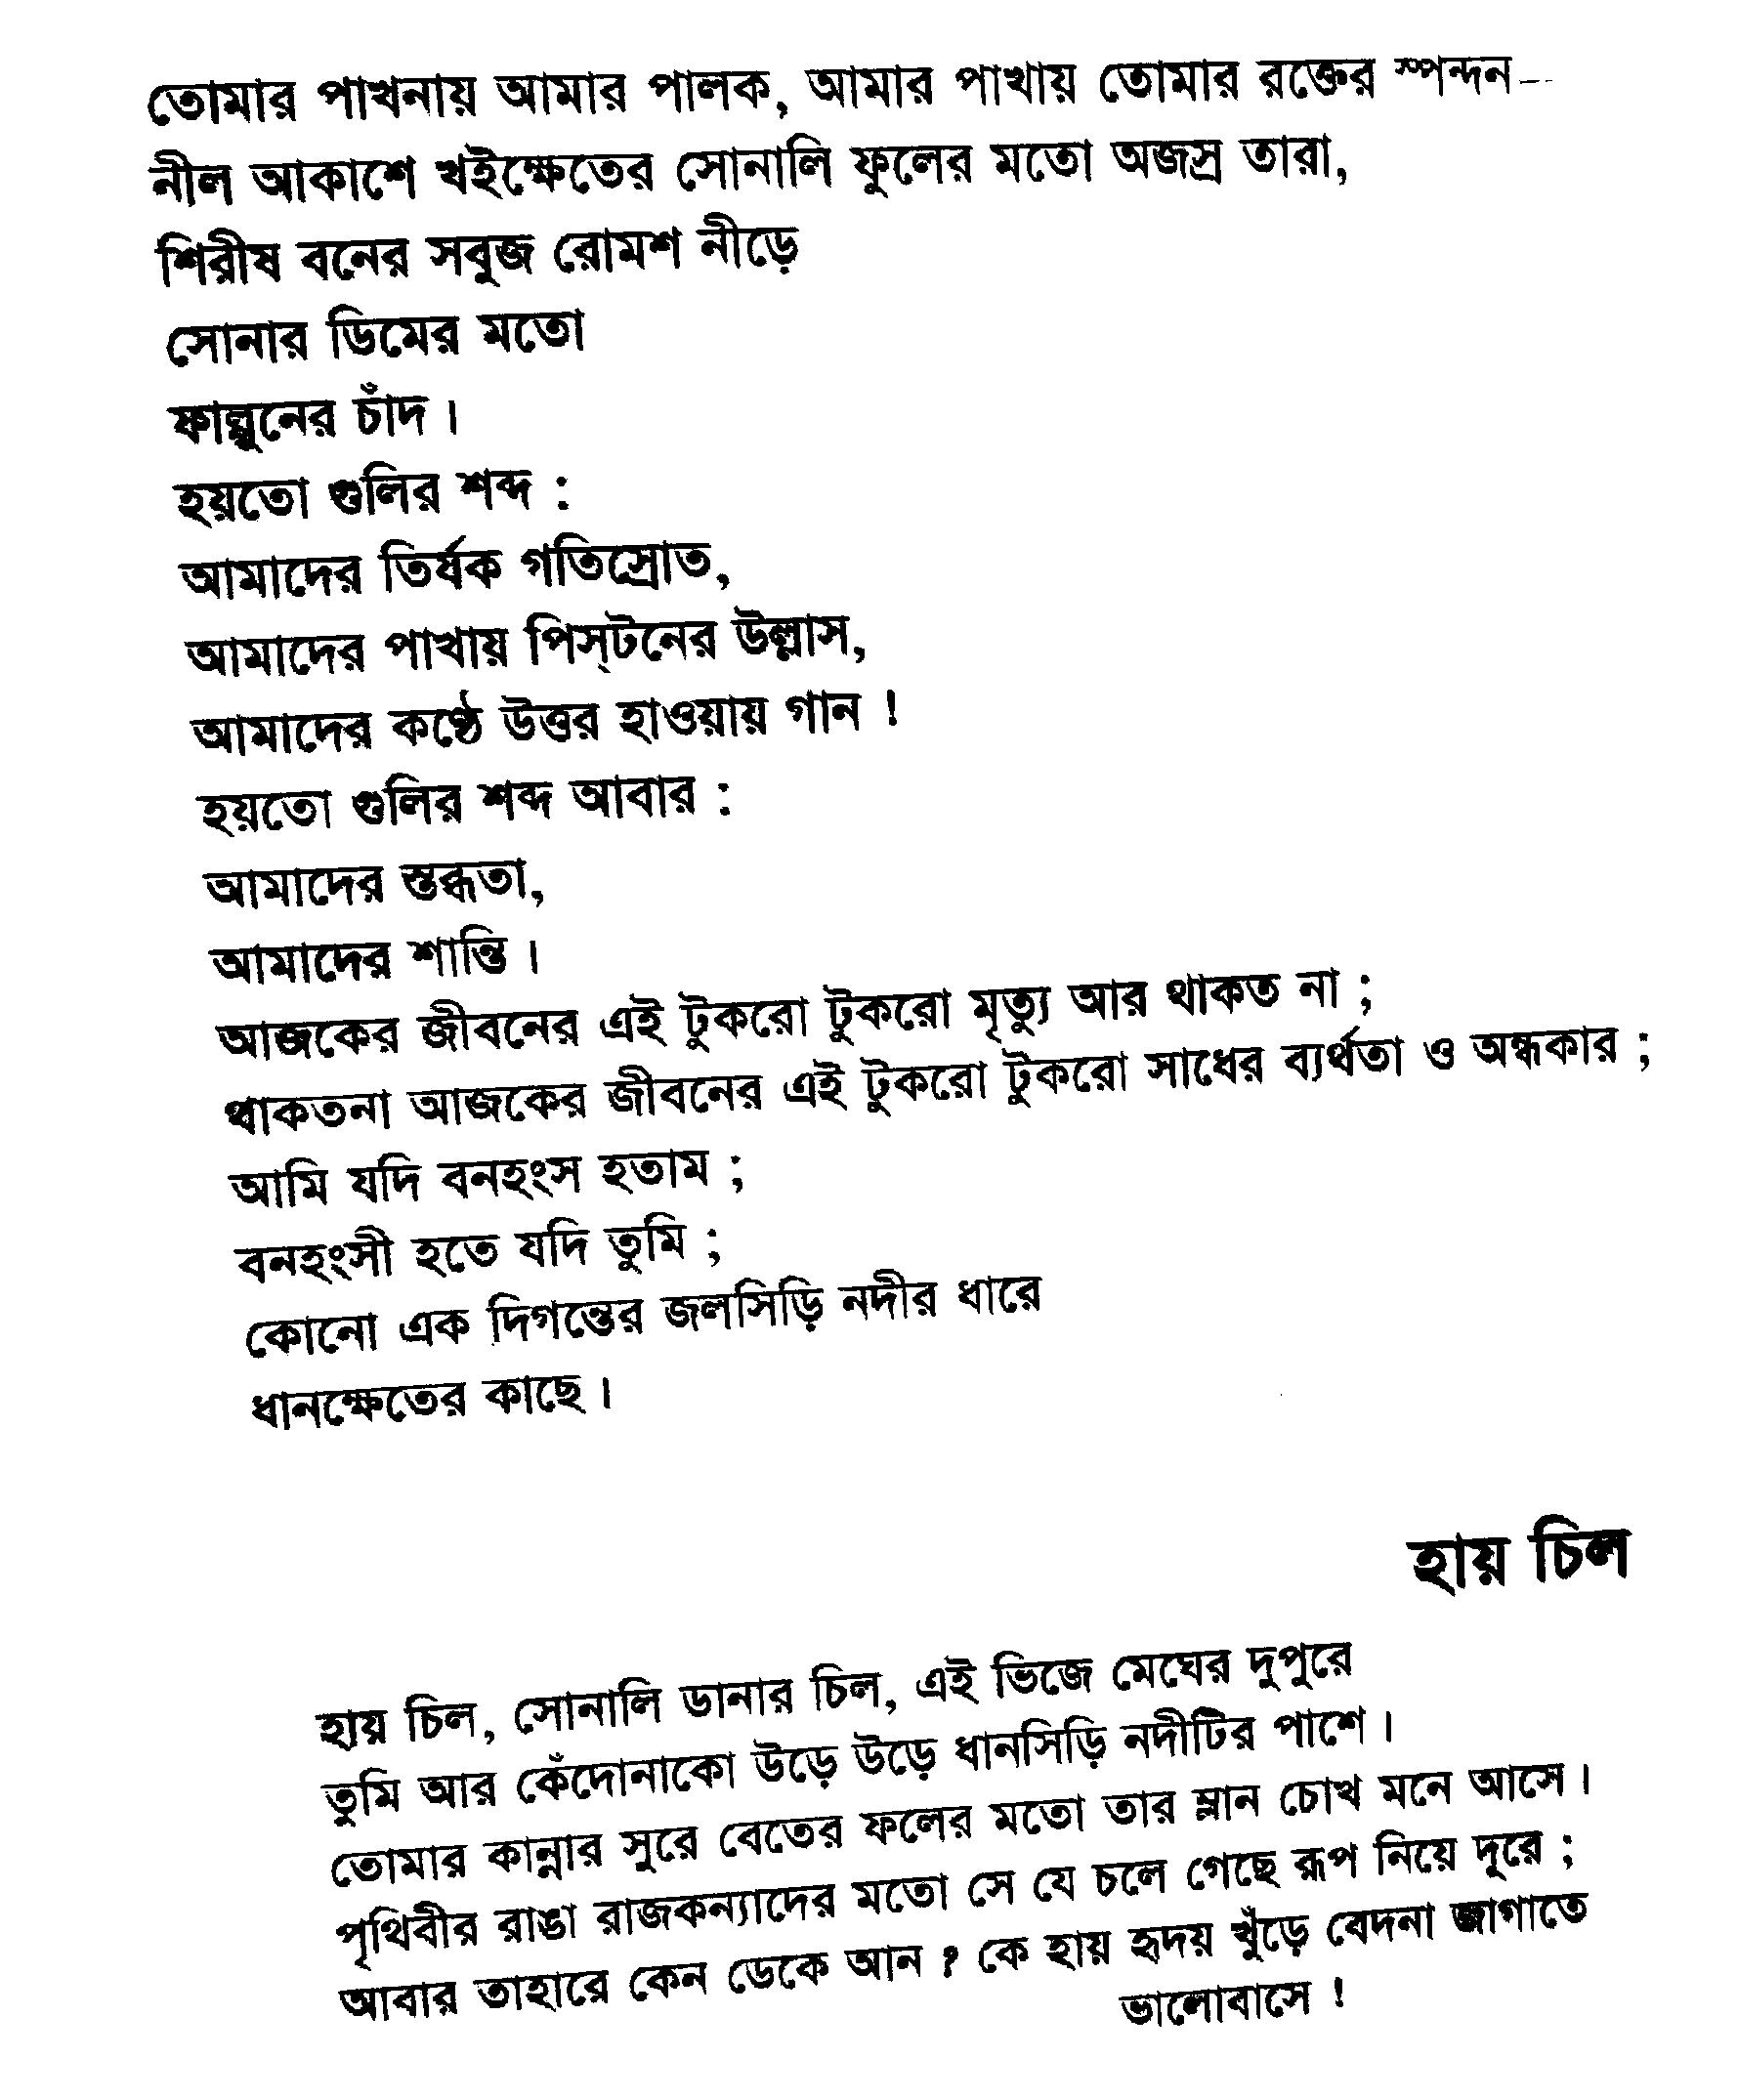 তোমার পাখনায় আমার পালক, আমার পাখায় তোমার রক্তের স্পন্দন—
নীল আকাশে খইক্ষেতের সোনালি ফুলের মতো অজস্র তারা,
শিরীষ বনের সবুজ রোমশ নীড়ে
সোনার ডিমের মতো
ফাল্গুনের চাঁদ।
হয়তো গুলির শব্দ :
আমাদের তির্যক গতিস্রোত,
আমাদের পাখায় পিস্‌টনের উল্লাস,
আমাদের কণ্ঠে উত্তর হাওয়ায় গান !
হয়তো গুলির শব্দ আবার :
আমাদের স্তব্ধতা,
আমাদের শান্তি।
আজকের জীবনের এই টুকরো টুকরো মৃত্যু আর থাকত না ;
থাকতনা আজকের জীবনের এই টুকরো টুকরো সাধের ব্যর্থতা ও অন্ধকার ;
আমি যদি বনহংস হতাম ;
বনহংসী হতে যদি তুমি ;
কোনো এক দিগন্তের জলসিড়ি নদীর ধারে
ধানক্ষেতের কাছে।
হায় চিল
হায় চিল, সোনালি ডানার চিল, এই ভিজে মেঘের দুপুরে
তুমি আর কেঁদোনাকো উড়ে উড়ে ধানসিড়ি নদীটির পাশে।
তোমার কান্নার সুরে বেতের ফলের মতো তার ম্লান চোখ মনে আসে।
পৃথিবীর রাঙা রাজকন্যাদের মতো সে যে চলে গেছে রূপ নিয়ে দূরে ;
আবার তাহারে কেন ডেকে আন ? কে হায় হৃদয় খুঁড়ে বেদনা জাগাতে
ভালোবাসে !